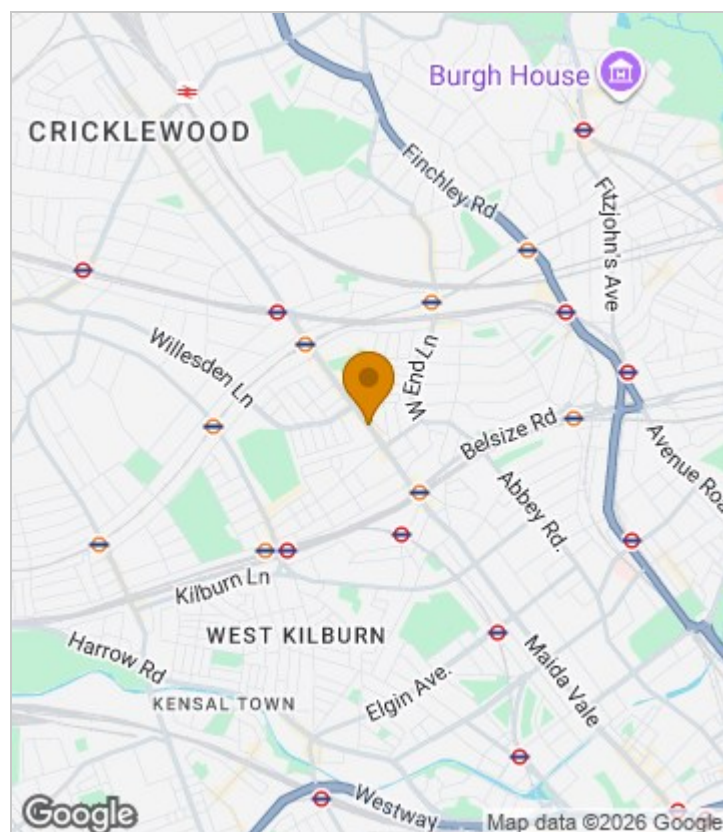 Burgh House
CRICKLEWOOD
Finchley Rd
Fitzjohn's Ave
Willesden Ln
W End Ln
Belsize Rd
Avenue Roa
Abbey Rd.
Kilburn Ln
WEST KILBURN
Harrow Rd
Maida Vale
Elgin Ave.
KENSAL TOWN
Westway
Google
Map data ©2026 Google